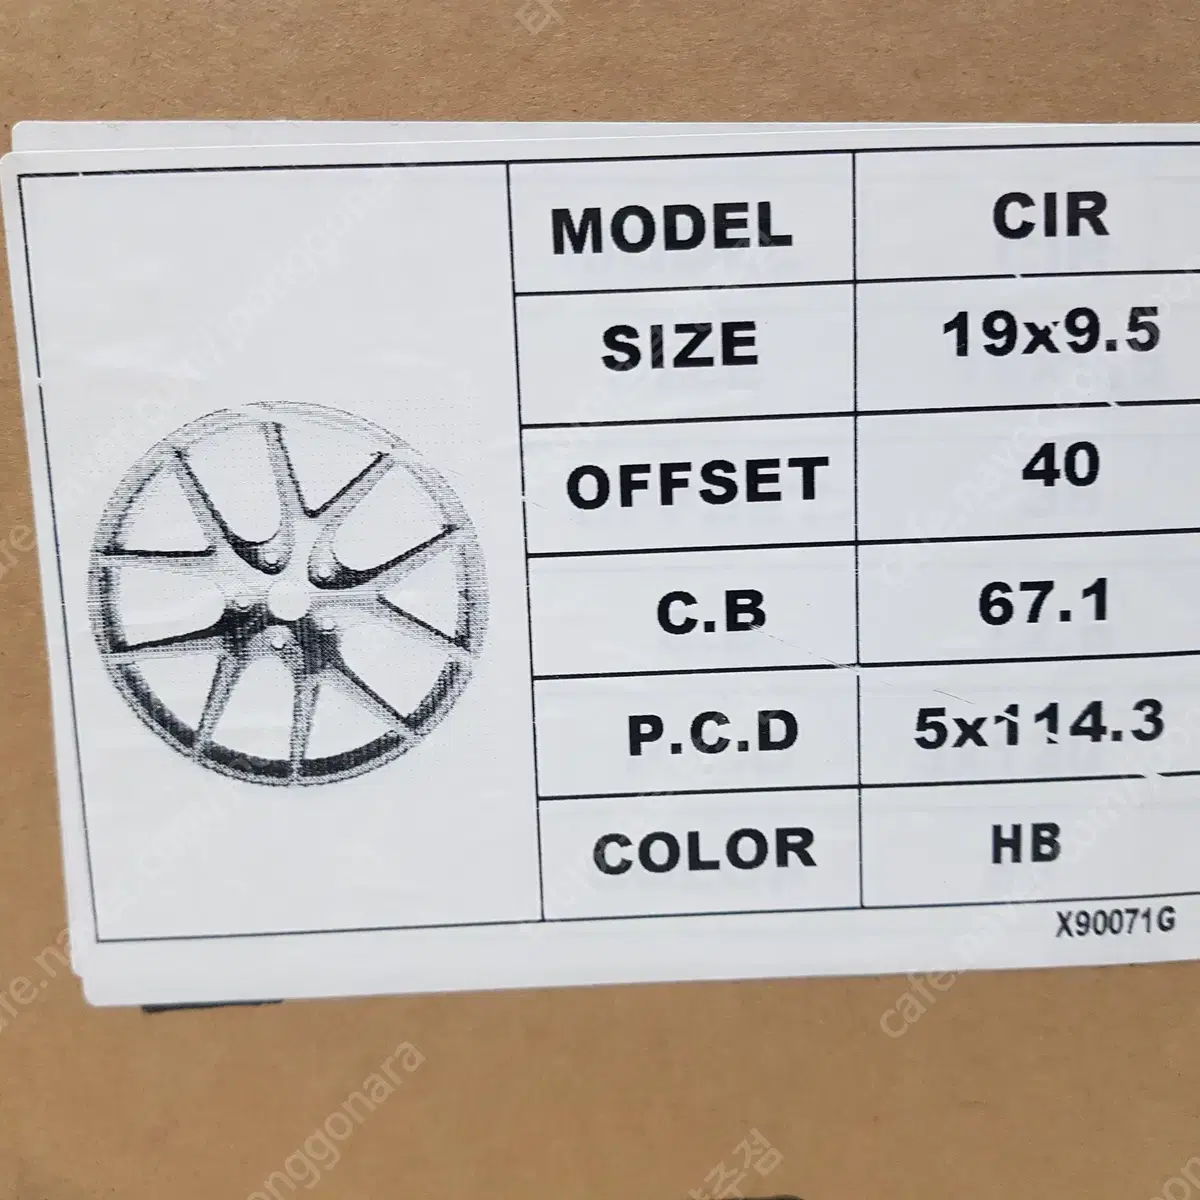 MODEL CIR
SIZE 19x9.5
OFFSET 40
C.B 67.1
P.C.D 5x114.3
COLOR HB
X90071G